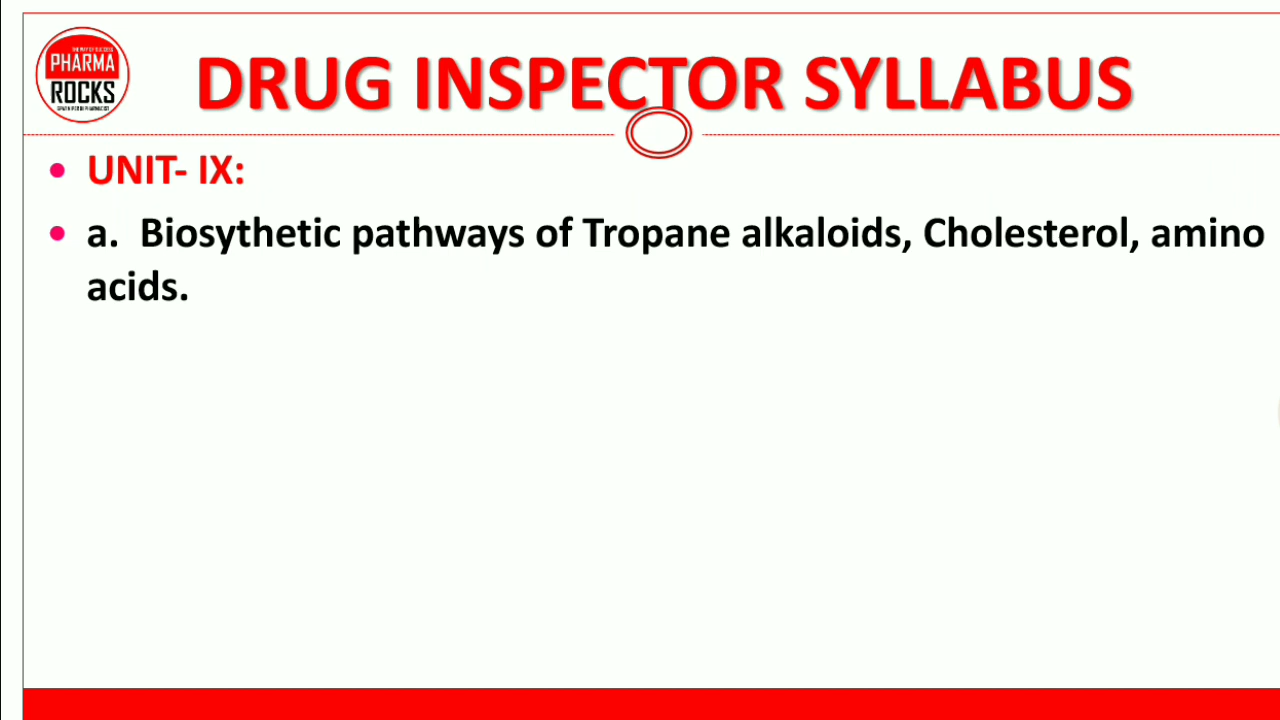 PHARMA
ROCKS
DRUG INSPECTOR SYLLABUS
UNIT- IX:
a. Biosythetic pathways of Tropane alkaloids, Cholesterol, amino
acids.